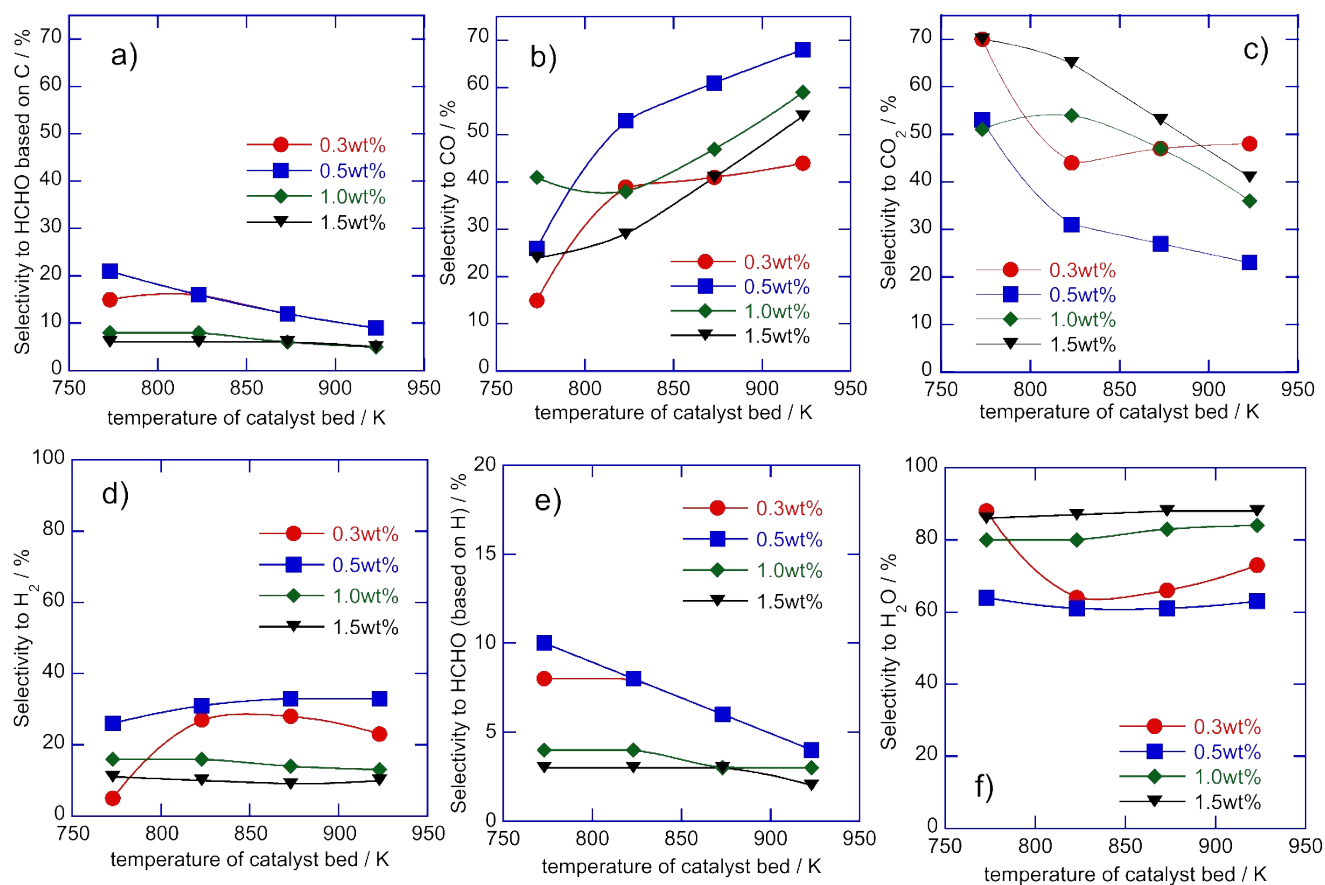 a)
Selectivity to HCHO based on C / %
70
60
50
40
30
20
10
0
0.3wt%
0.5wt%
1.0wt%
1.5wt%
750 800 850 900 950
temperature of catalyst bed / K
b)
Selectivity to CO / %
70
60
50
40
30
20
10
0
0.3wt%
0.5wt%
1.0wt%
1.5wt%
750 800 850 900 950
temperature of catalyst bed / K
c)
Selectivity to CO2 / %
70
60
50
40
30
20
10
0
0.3wt%
0.5wt%
1.0wt%
1.5wt%
750 800 850 900 950
temperature of catalyst bed / K
d)
Selectivity to H2 / %
100
80
60
40
20
0
0.3wt%
0.5wt%
1.0wt%
1.5wt%
750 800 850 900 950
temperature of catalyst bed / K
e)
Selectivity to HCHO (based on H) / %
20
15
10
5
0
0.3wt%
0.5wt%
1.0wt%
1.5wt%
750 800 850 900 950
temperature of catalyst bed / K
f)
Selectivity to H2O / %
100
80
60
40
20
0
0.3wt%
0.5wt%
1.0wt%
1.5wt%
750 800 850 900 950
temperature of catalyst bed / K